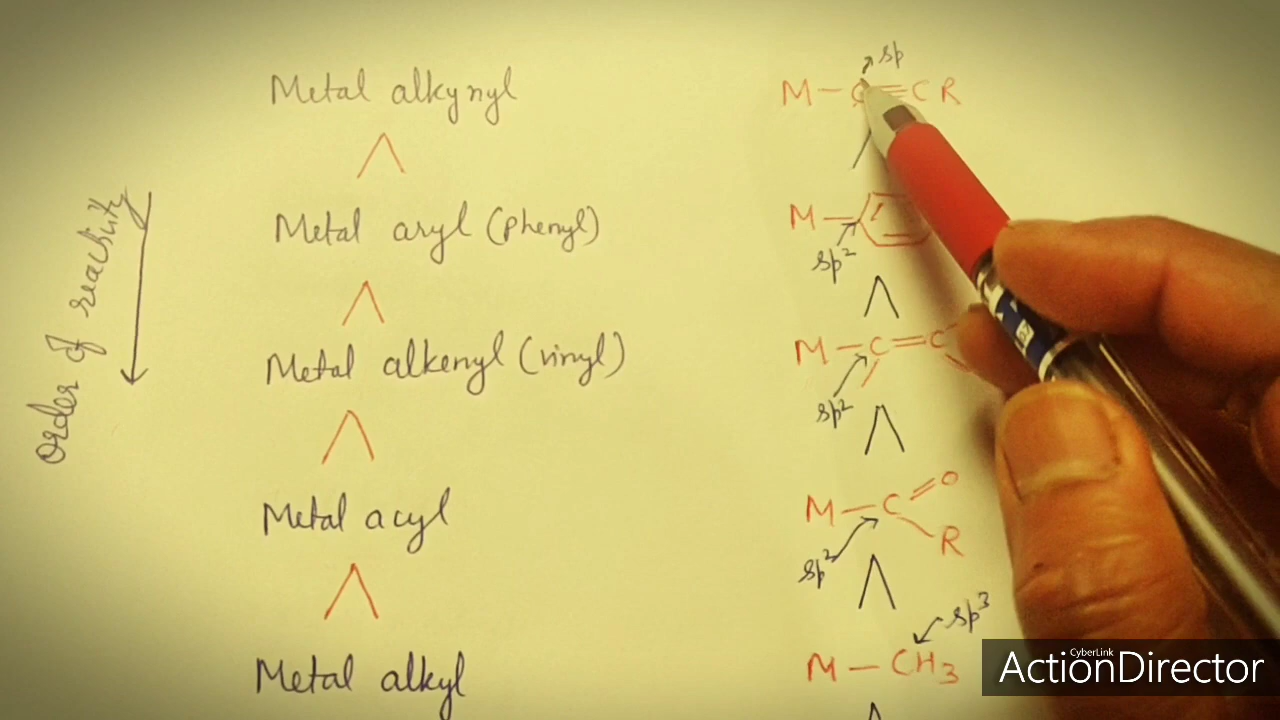 sp
Metal alkynyl
M - C ≡ C R
Metal aryl (phenyl)
M -
sp²
Metal alkenyl (vinyl)
M - C = C
sp²
Order of reactivity
Metal acyl
M - C = O
R
sp²
sp³
Metal alkyl
M - CH3
CyberLink
ActionDirector